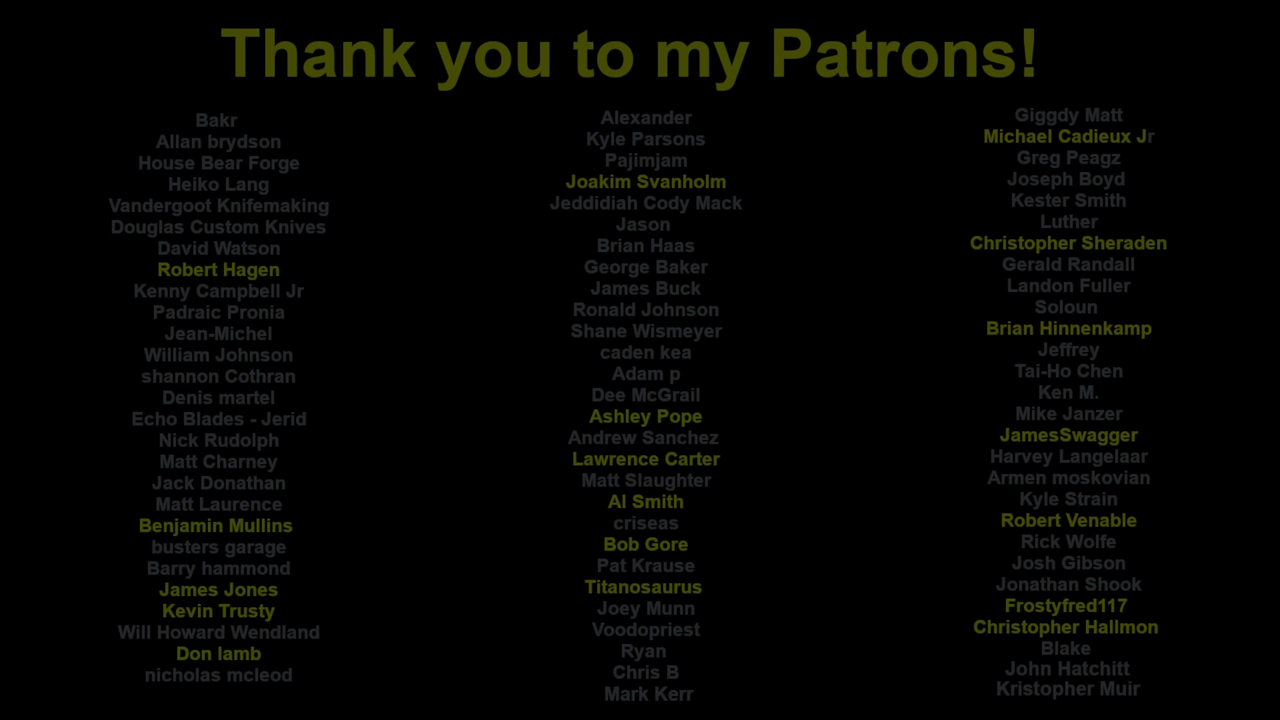 Thank you to my Patrons!
Bakr
Allan brydson
House Bear Forge
Heiko Lang
Vandergoot Knifemaking
Douglas Custom Knives
David Watson
Robert Hagen
Kenny Campbell Jr
Padraic Pronia
Jean-Michel
William Johnson
shannon Cothran
Denis martel
Echo Blades - Jerid
Nick Rudolph
Matt Charney
Jack Donathan
Matt Laurence
Benjamin Mullins
busters garage
Barry hammond
James Jones
Kevin Trusty
Will Howard Wendland
Don lamb
nicholas mcleod
Alexander
Kyle Parsons
Pajimjam
Joakim Svanholm
Jeddidiah Cody Mack
Jason
Brian Haas
George Baker
James Buck
Ronald Johnson
Shane Wismeyer
caden kea
Adam p
Dee McGrail
Ashley Pope
Andrew Sanchez
Lawrence Carter
Matt Slaughter
Al Smith
criseas
Bob Gore
Pat Krause
Titanosaurus
Joey Munn
Voodopriest
Ryan
Chris B
Mark Kerr
Giggdy Matt
Michael Cadieux Jr
Greg Peagz
Joseph Boyd
Kester Smith
Luther
Christopher Sheraden
Gerald Randall
Landon Fuller
Soloun
Brian Hinnenkamp
Jeffrey
Tai-Ho Chen
Ken M.
Mike Janzer
JamesSwagger
Harvey Langelaar
Armen moskovian
Kyle Strain
Robert Venable
Rick Wolfe
Josh Gibson
Jonathan Shook
Frostyfred117
Christopher Hallmon
Blake
John Hatchitt
Kristopher Muir